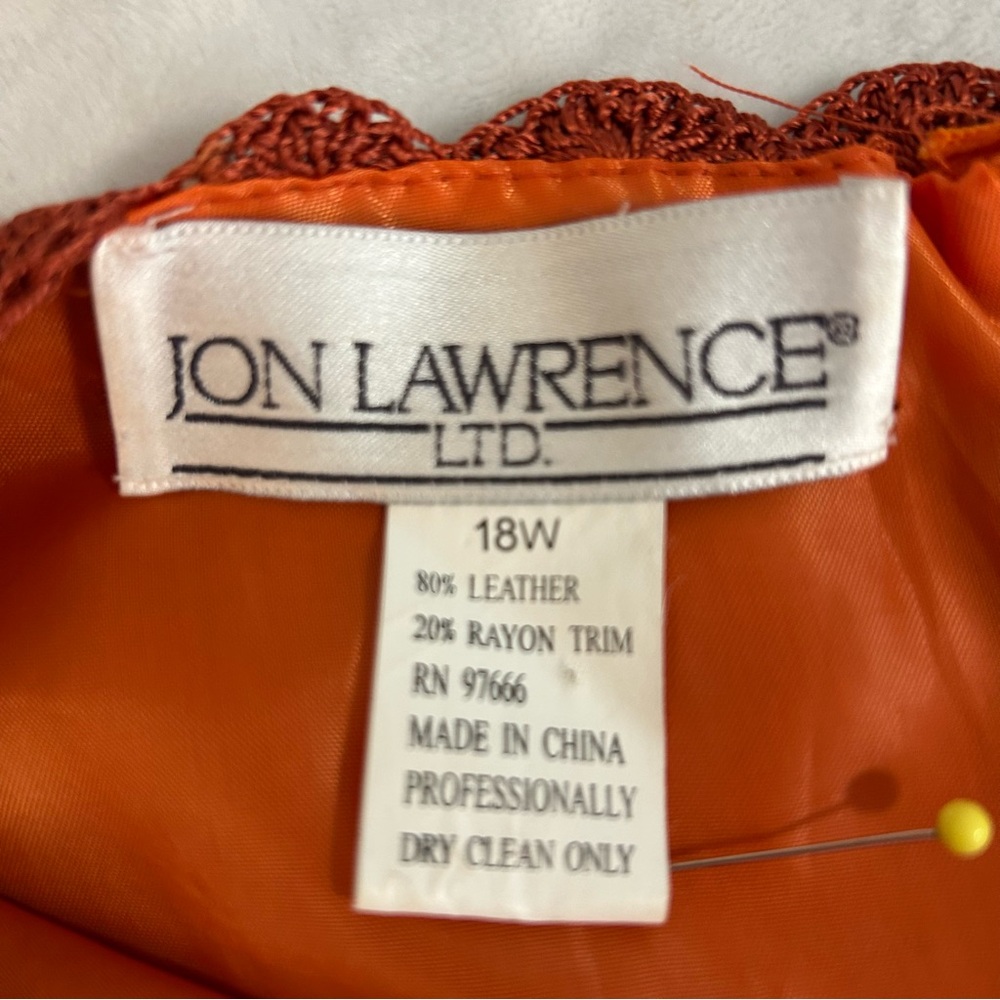 JON LAWRENCE®
LTD.
18W
80% LEATHER
20% RAYON TRIM
RN 97666
MADE IN CHINA
PROFESSIONALLY
DRY CLEAN ONLY